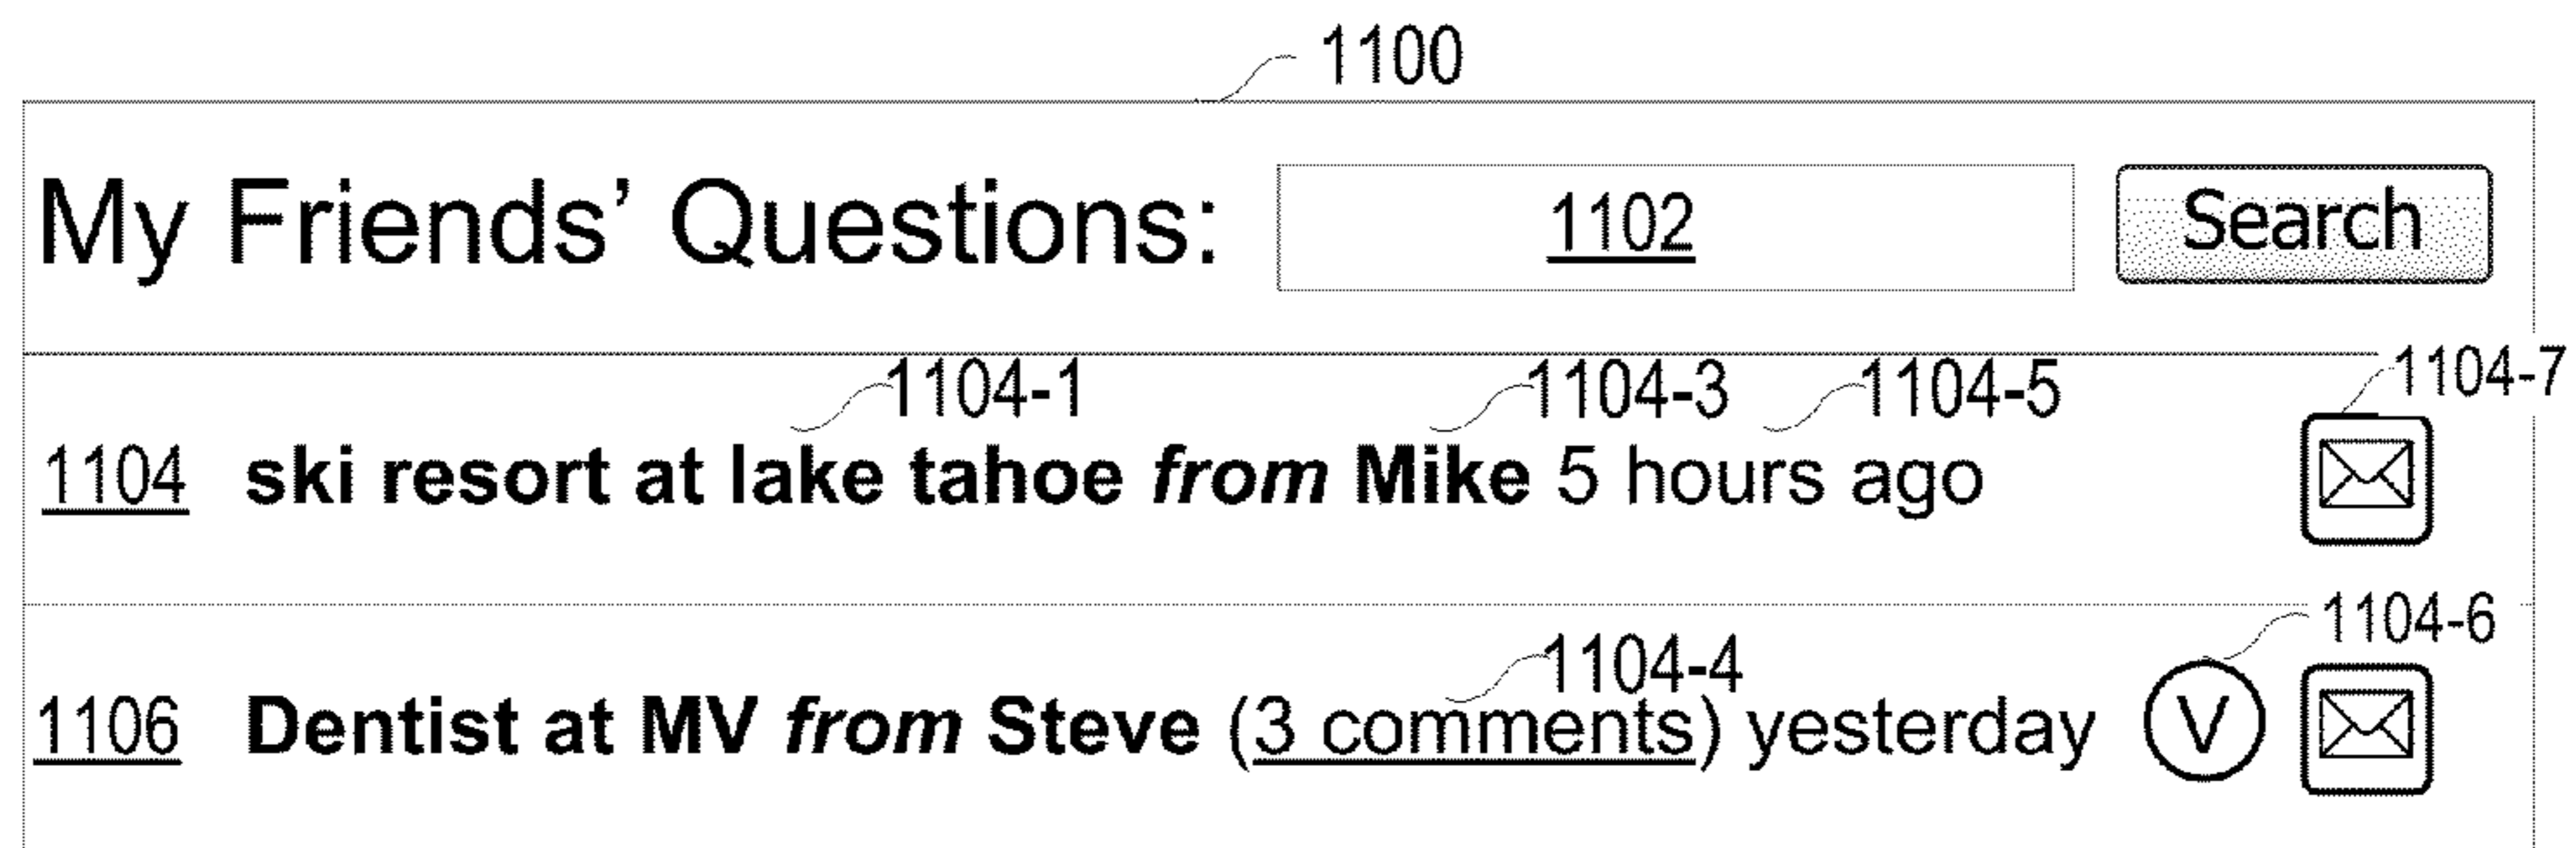 1100
My Friends’ Questions: 1102 Search
1104-1 1104-3 1104-5 1104-7
1104 ski resort at lake tahoe from Mike 5 hours ago
1104-4 1104-6
1106 Dentist at MV from Steve (3 comments) yesterday V